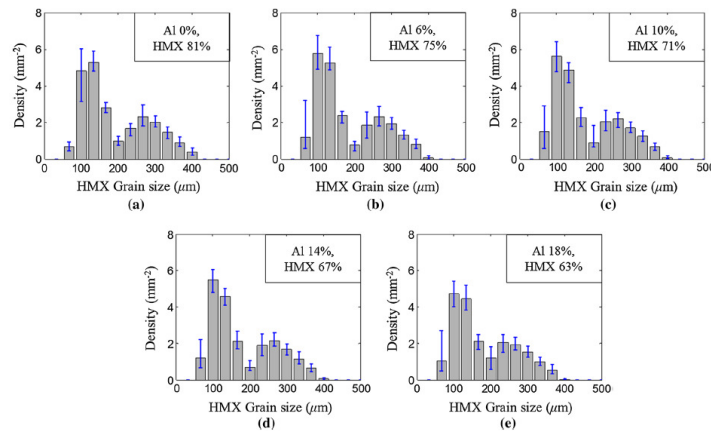 Al 0%,
HMX 81%
Density (mm⁻²)
8
6
4
2
0
0 100 200 300 400 500
HMX Grain size (μm)
(a)
Al 6%,
HMX 75%
Density (mm⁻²)
8
6
4
2
0
0 100 200 300 400 500
HMX Grain size (μm)
(b)
Al 10%,
HMX 71%
Density (mm⁻²)
8
6
4
2
0
0 100 200 300 400 500
HMX Grain size (μm)
(c)
Al 14%,
HMX 67%
Density (mm⁻²)
8
6
4
2
0
0 100 200 300 400 500
HMX Grain size (μm)
(d)
Al 18%,
HMX 63%
Density (mm⁻²)
8
6
4
2
0
0 100 200 300 400 500
HMX Grain size (μm)
(e)